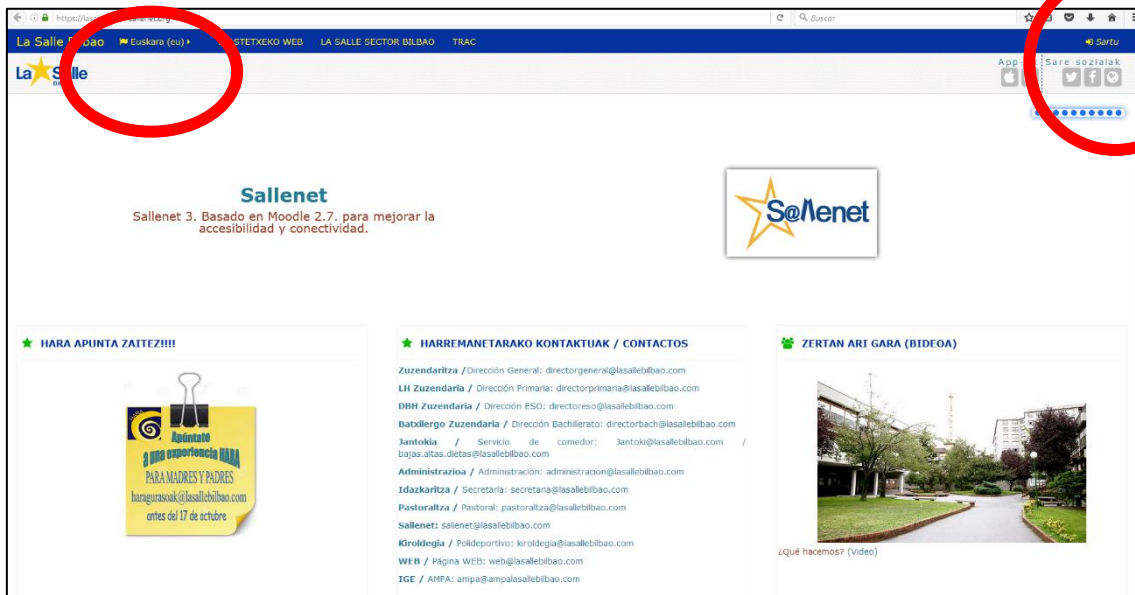 https://
Buscar
La Salle Bilbao Euskara (eu) WEB LA SALLE SECTOR BILBAO TRAC Sartu
La Salle
App Sare sozialak
Sallenet
Sallenet 3. Basado en Moodle 2.7. para mejorar la
accesibilidad y conectividad.
S@llenet
HARA APUNTA ZAITEZ!!!!
Apúntate
a una experiencia HARA
PARA MADRES Y PADRES
haragurasoak@lasallebilbao.com
antes del 17 de octubre
HARREMANETARAKO KONTAKTUAK / CONTACTOS
Zuzendaritza /Dirección General: directorgeneral@lasallebilbao.com
LH Zuzendaria / Dirección Primaria: directorprimaria@lasallebilbao.com
DBH Zuzendaria / Dirección ESO: directoreso@lasallebilbao.com
Batxilergo Zuzendaria / Dirección Bachillerato: directorbach@lasallebilbao.com
Jantokia / Servicio de comedor: Jantoki@lasallebilbao.com /
bajas.altas.dietas@lasallebilbao.com
Administrazioa / Administración: administracion@lasallebilbao.com
Idazkaritza / Secretaría: secretaria@lasallebilbao.com
Pastoraltza / Pastoral: pastoraltza@lasallebilbao.com
Sallenet: sallenet@lasallebilbao.com
Kiroldegia / Polideportivo: kiroldegia@lasallebilbao.com
WEB / Página WEB: web@lasallebilbao.com
IGE / AMPA: ampa@ampalasallebilbao.com
ZERTAN ARI GARA (BIDEOA)
¿Qué hacemos? (Video)